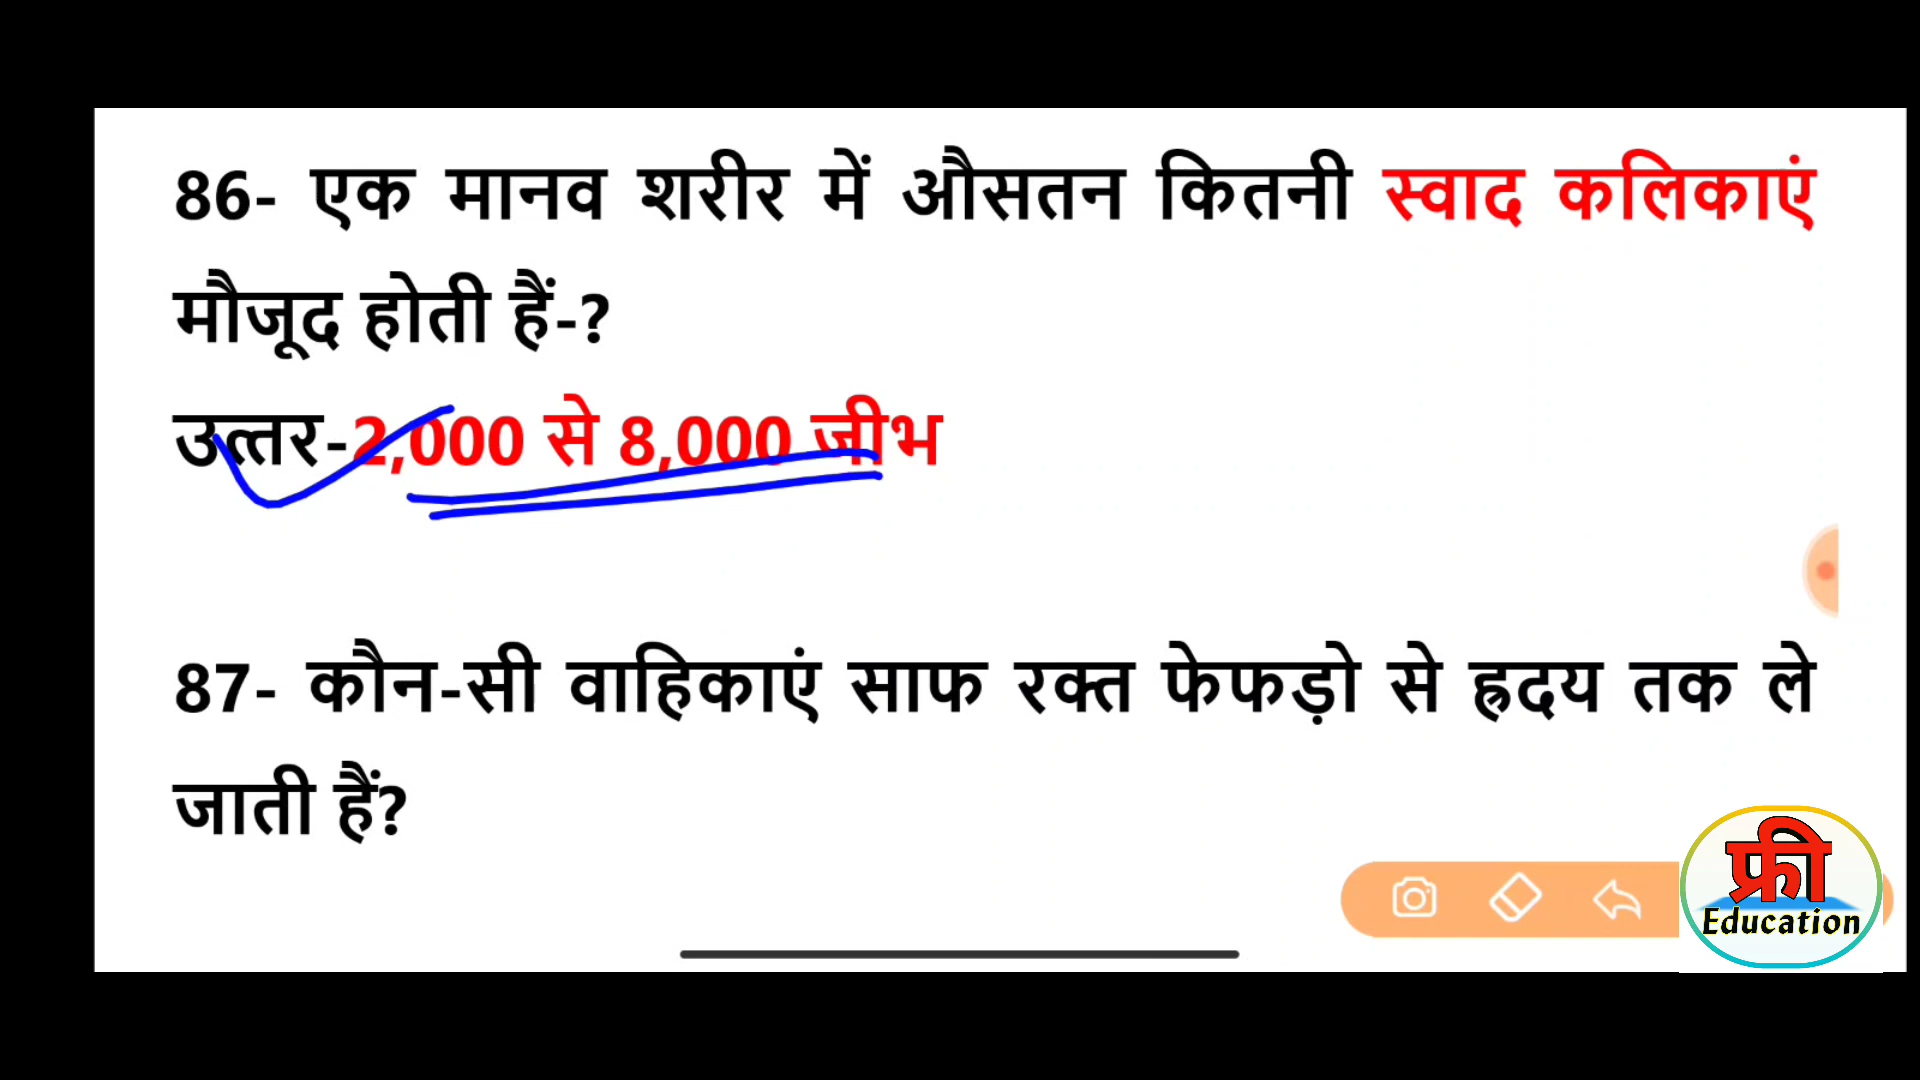 86- एक मानव शरीर में औसतन कितनी स्वाद कलिकाएं
मौजूद होती हैं-?
उत्तर-2,000 से 8,000 जीभ
87- कौन-सी वाहिकाएं साफ रक्त फेफड़ो से ह्रदय तक ले
जाती हैं?
फ्री
Education